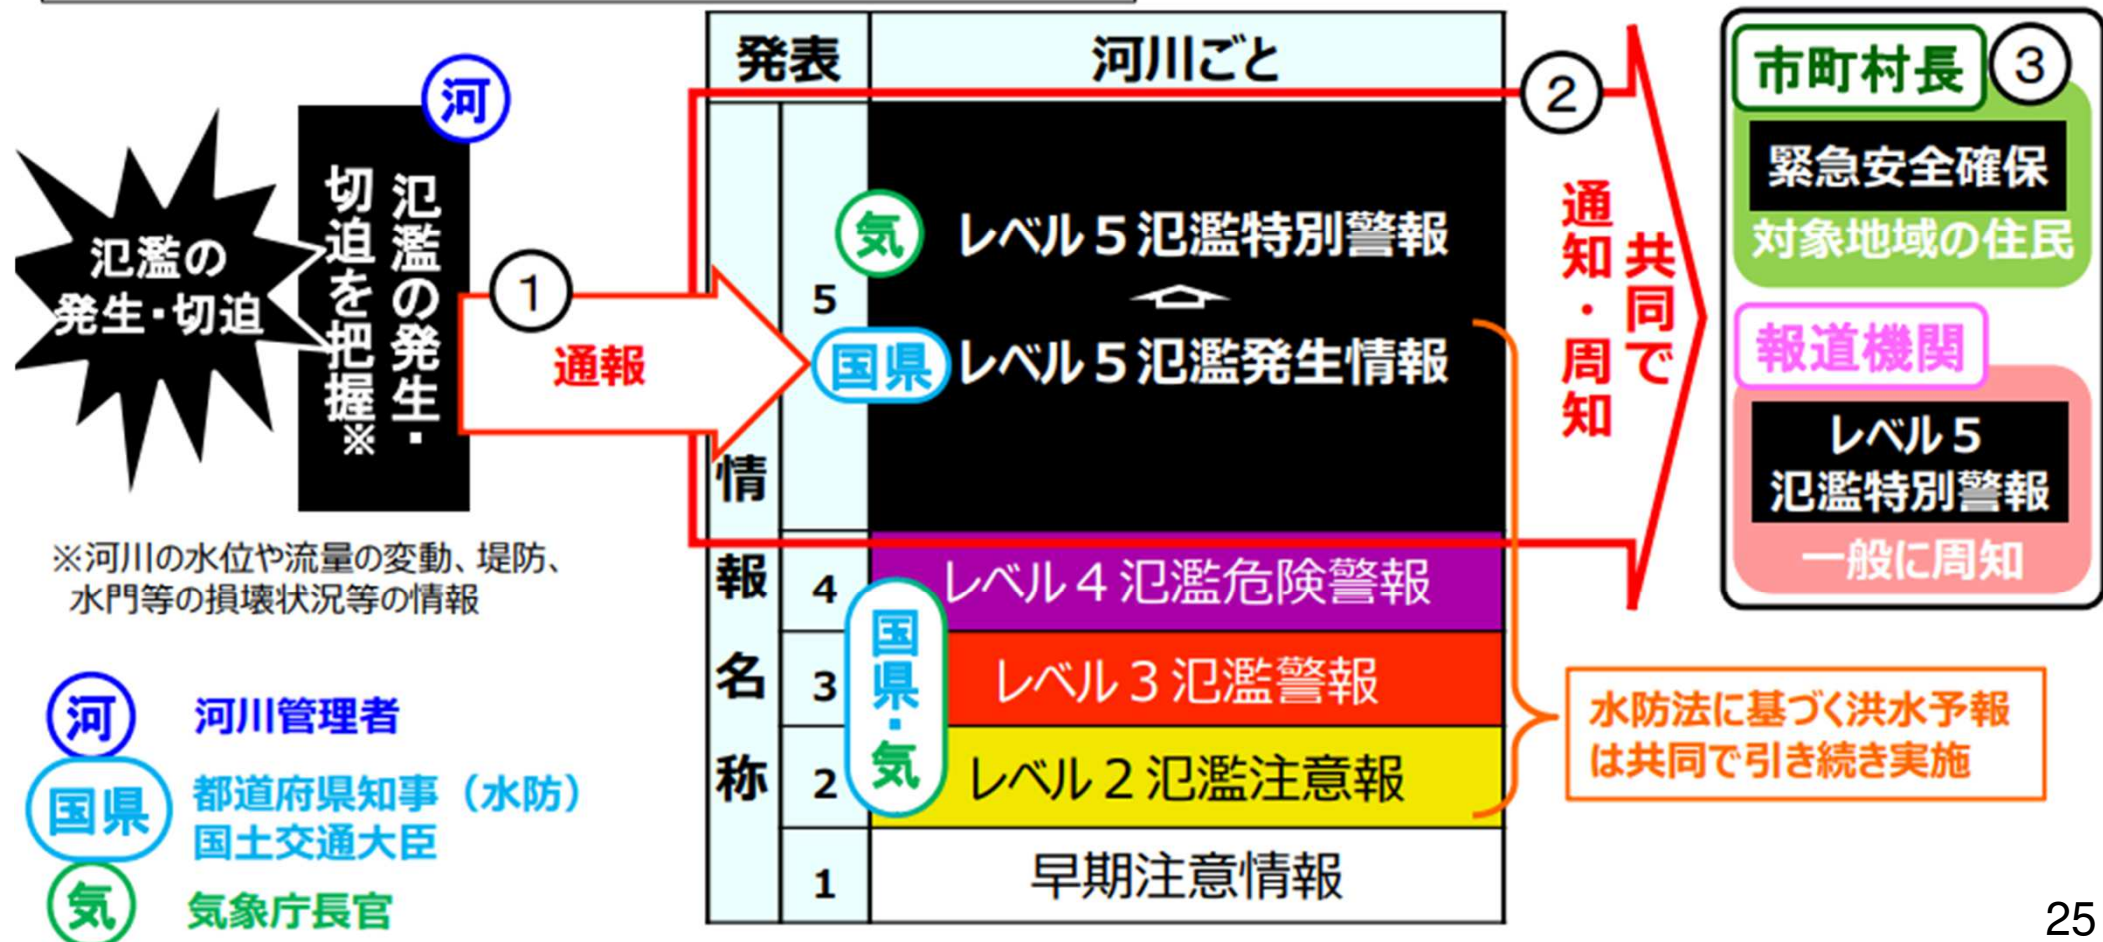 氾濫の
発生・切迫
河
氾濫の発生・
切迫を把握※
①
通報
※河川の水位や流量の変動、堤防、
水門等の損壊状況等の情報
河 河川管理者
国県 都道府県知事（水防）
国土交通大臣
気 気象庁長官
発表 河川ごと
情報名称
5
気 レベル５氾濫特別警報
国県 レベル５氾濫発生情報
4 レベル４氾濫危険警報
国県・気
3 レベル３氾濫警報
2 レベル２氾濫注意報
1 早期注意情報
②
共同で
通知・周知
市町村長 ③
緊急安全確保
対象地域の住民
報道機関
レベル５
氾濫特別警報
一般に周知
水防法に基づく洪水予報
は共同で引き続き実施
25